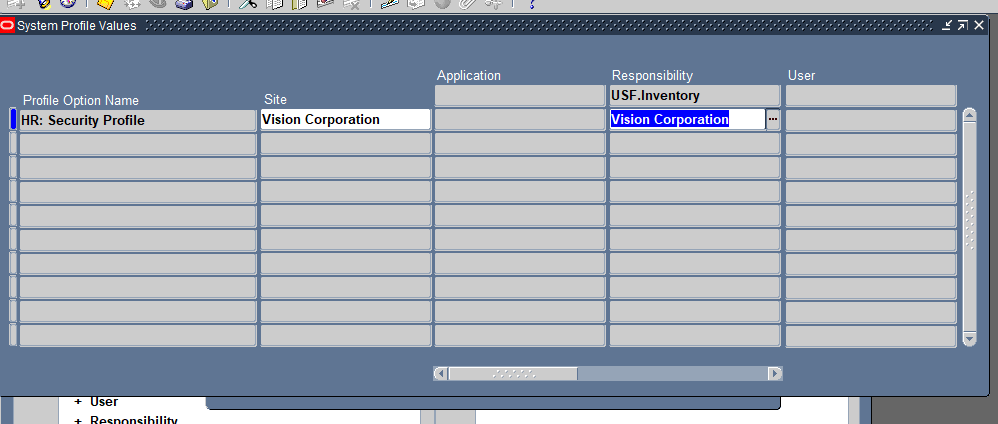 System Profile Values
Application Responsibility User
Profile Option Name Site USF.Inventory
HR: Security Profile Vision Corporation Vision Corporation ...
+ User
+ Responsibility